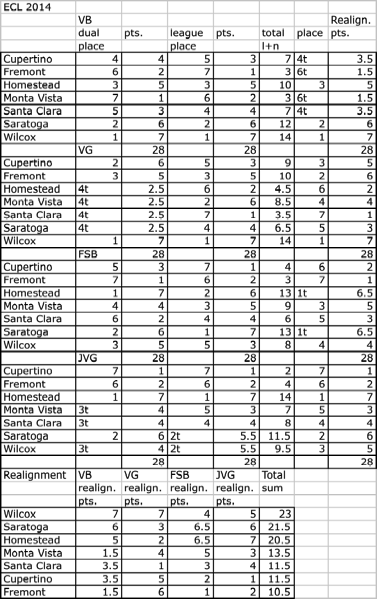 ECL 2014
VB Realign.
dual pts. league pts. total place pts.
place place l+n
Cupertino 4 4 5 3 7 4t 3.5
Fremont 6 2 7 1 3 6t 1.5
Homestead 3 5 3 5 10 3 5
Monta Vista 7 1 6 2 3 6t 1.5
Santa Clara 5 3 4 4 7 4t 3.5
Saratoga 2 6 2 6 12 2 6
Wilcox 1 7 1 7 14 1 7
VG 28 28 28
Cupertino 2 6 5 3 9 3 5
Fremont 3 5 3 5 10 2 6
Homestead 4t 2.5 6 2 4.5 6 2
Monta Vista 4t 2.5 2 6 8.5 4 4
Santa Clara 4t 2.5 7 1 3.5 7 1
Saratoga 4t 2.5 4 4 6.5 5 3
Wilcox 1 7 1 7 14 1 7
FSB 28 28 28
Cupertino 5 3 7 1 4 6 2
Fremont 7 1 6 2 3 7 1
Homestead 1 7 2 6 13 1t 6.5
Monta Vista 4 4 3 5 9 3 5
Santa Clara 6 2 4 4 6 5 3
Saratoga 2 6 1 7 13 1t 6.5
Wilcox 3 5 5 3 8 4 4
JVG 28 28 28
Cupertino 7 1 7 1 2 7 1
Fremont 6 2 6 2 4 6 2
Homestead 1 7 1 7 14 1 7
Monta Vista 3t 4 5 3 7 5 3
Santa Clara 3t 4 4 4 8 4 4
Saratoga 2 6 2t 5.5 11.5 2 6
Wilcox 3t 4 2t 5.5 9.5 3 5
28 28 28
Realignment VB VG FSB JVG Total
realign. realign. realign. realign. sum
pts. pts. pts. pts.
Wilcox 7 7 4 5 23
Saratoga 6 3 6.5 6 21.5
Homestead 5 2 6.5 7 20.5
Monta Vista 1.5 4 5 3 13.5
Santa Clara 3.5 1 3 4 11.5
Cupertino 3.5 5 2 1 11.5
Fremont 1.5 6 1 2 10.5